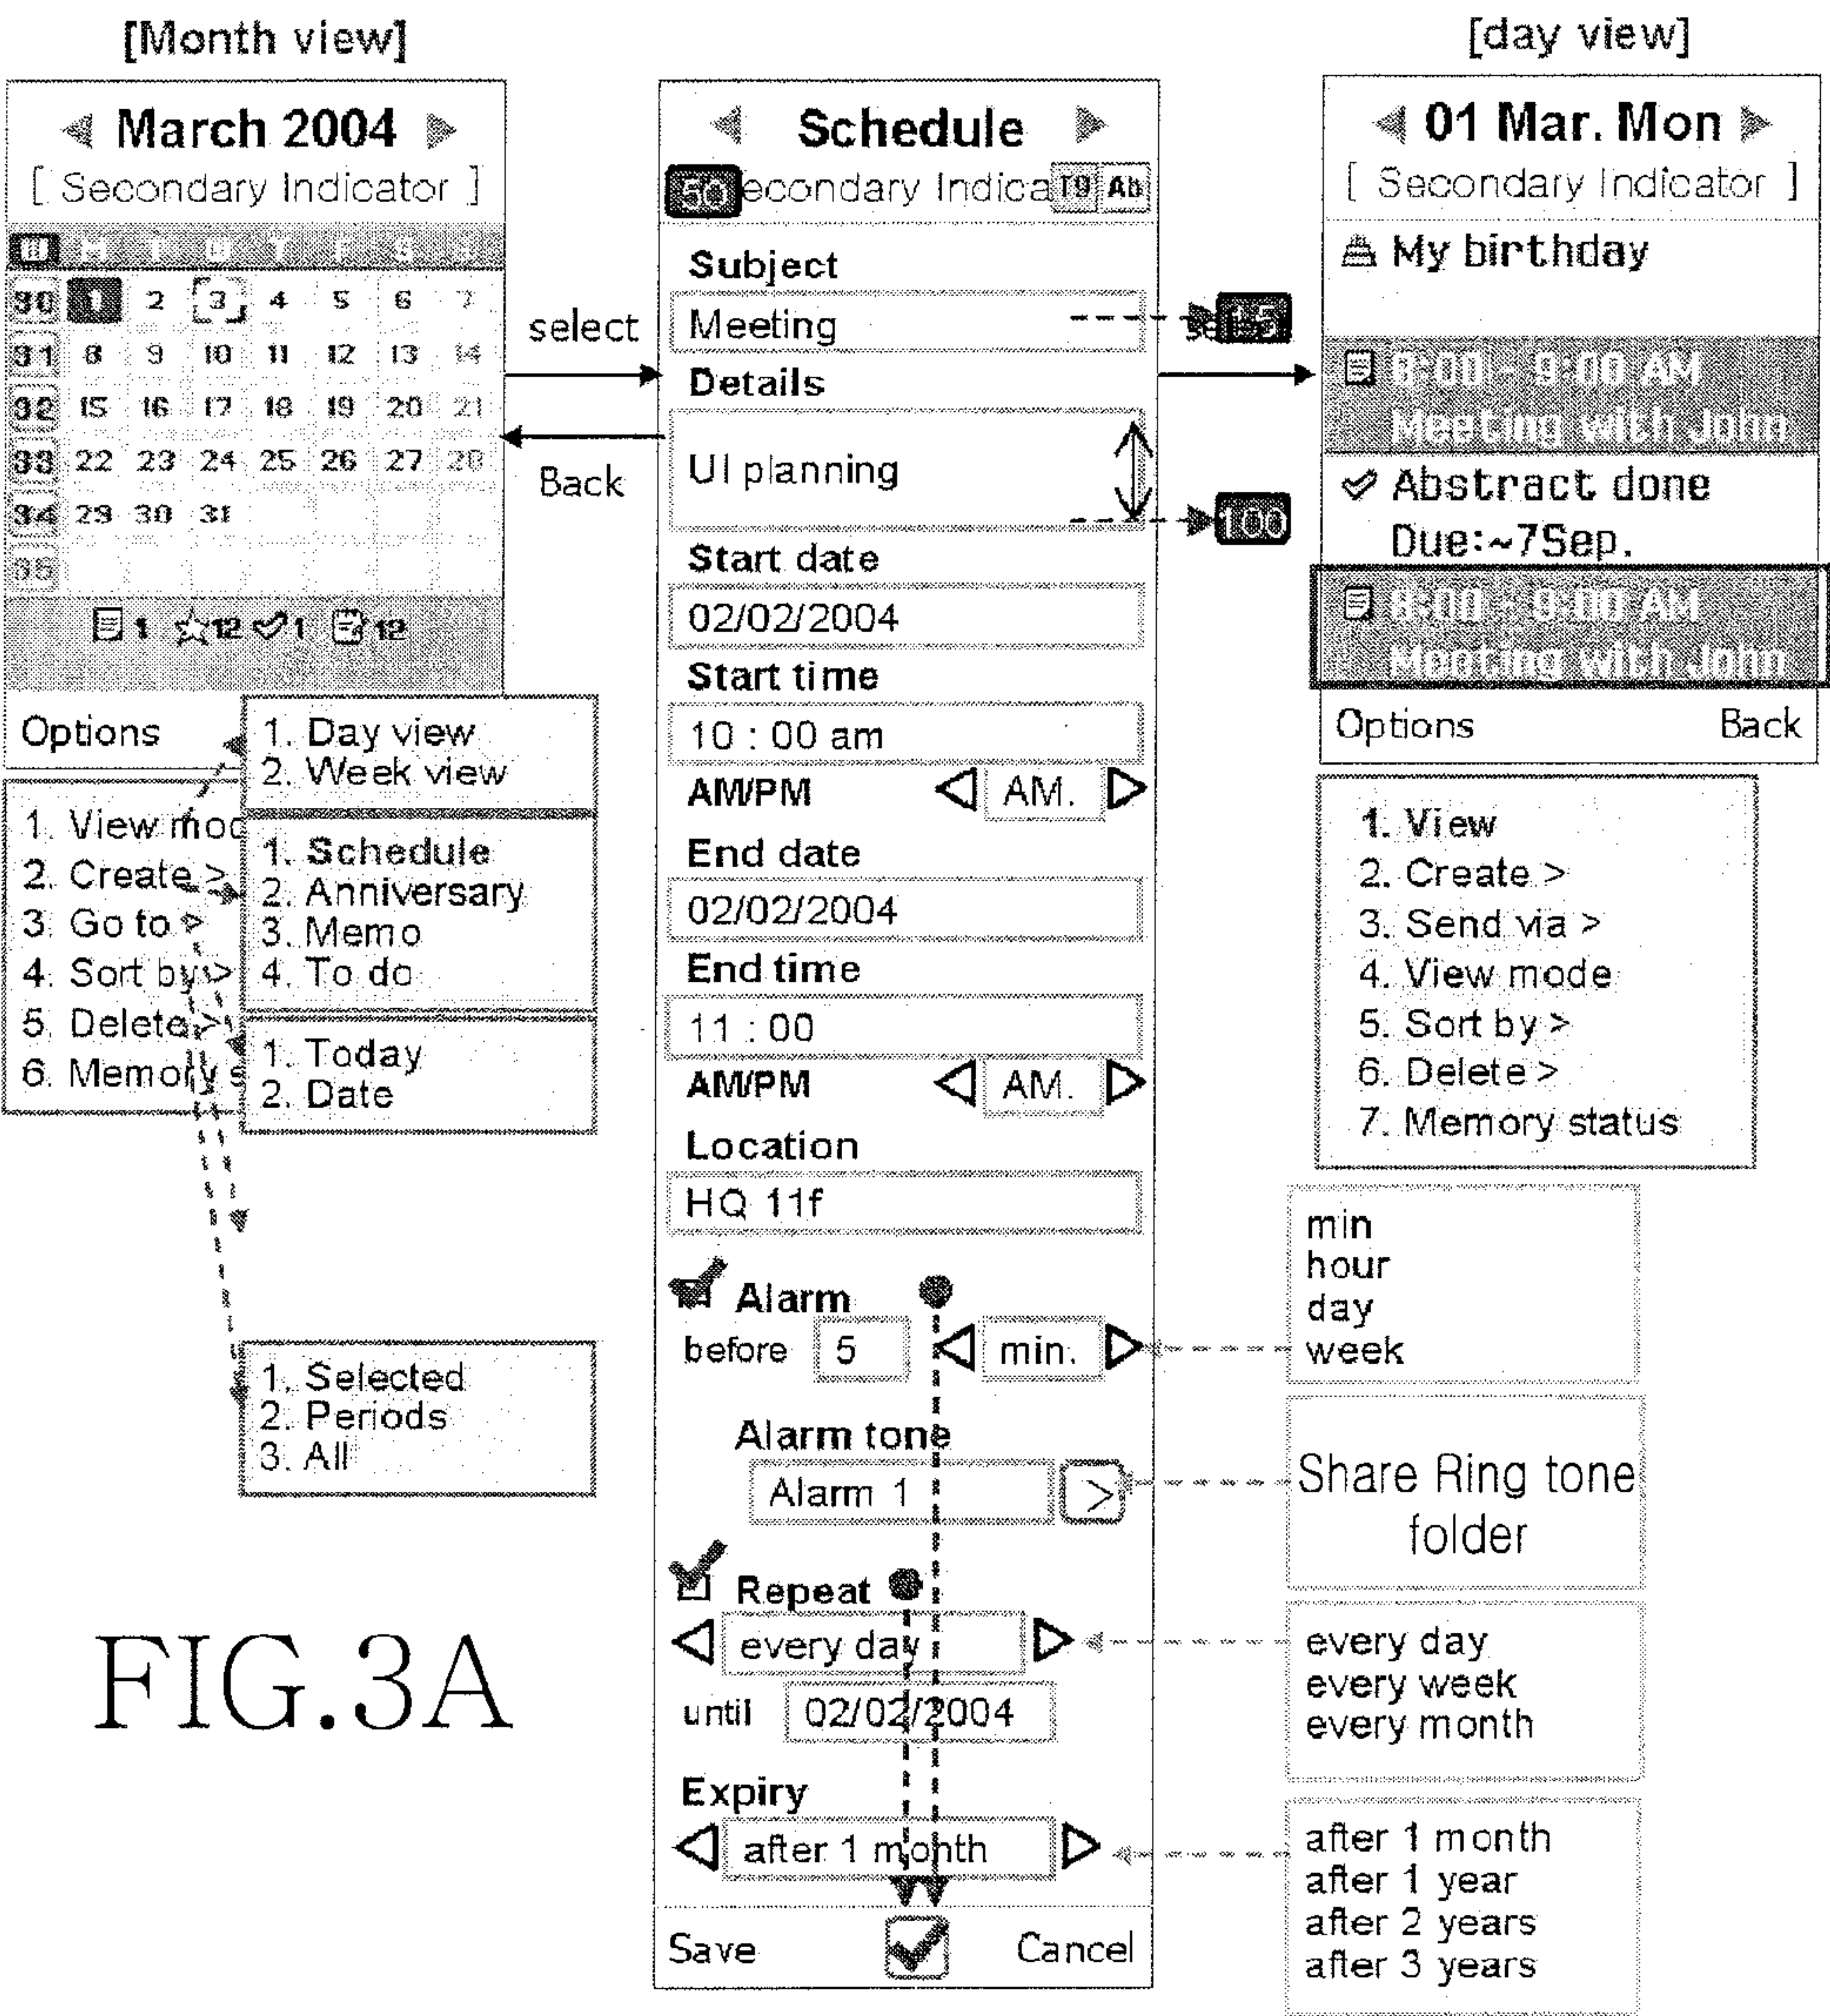 [Month view]
March 2004
[ Secondary Indicator ]
M T W T F S S
30 1 2 3 4 5 6 7
31 8 9 10 11 12 13 14
32 15 16 17 18 19 20 21
33 22 23 24 25 26 27 28
34 29 30 31
35
1 12 1 12
Options
1. View mod
2. Create >
3. Go to >
4. Sort by >
5. Delete >
6. Memory s
1. Day view
2. Week view
1. Schedule
2. Anniversary
3. Memo
4. To do
1. Today
2. Date
1. Selected
2. Periods
3. All
select
Back
Schedule
50 econdary Indica T9 Ab
Subject
Meeting
15
Details
UI planning
100
Start date
02/02/2004
Start time
10 : 00 am
AM/PM AM.
End date
02/02/2004
End time
11 : 00
AM/PM AM.
Location
HQ 11f
Alarm
before 5 min.
Alarm tone
Alarm 1 >
Repeat
every day
until 02/02/2004
Expiry
after 1 month
Save Cancel
[day view]
01 Mar. Mon
[ Secondary Indicator ]
My birthday
8:00 - 9:00 AM
Meeting with John
Abstract done
Due:~7Sep.
8:00 - 9:00 AM
Meeting with John
Options Back
1. View
2. Create >
3. Send via >
4. View mode
5. Sort by >
6. Delete >
7. Memory status
min
hour
day
week
Share Ring tone
folder
every day
every week
every month
after 1 month
after 1 year
after 2 years
after 3 years
FIG.3A